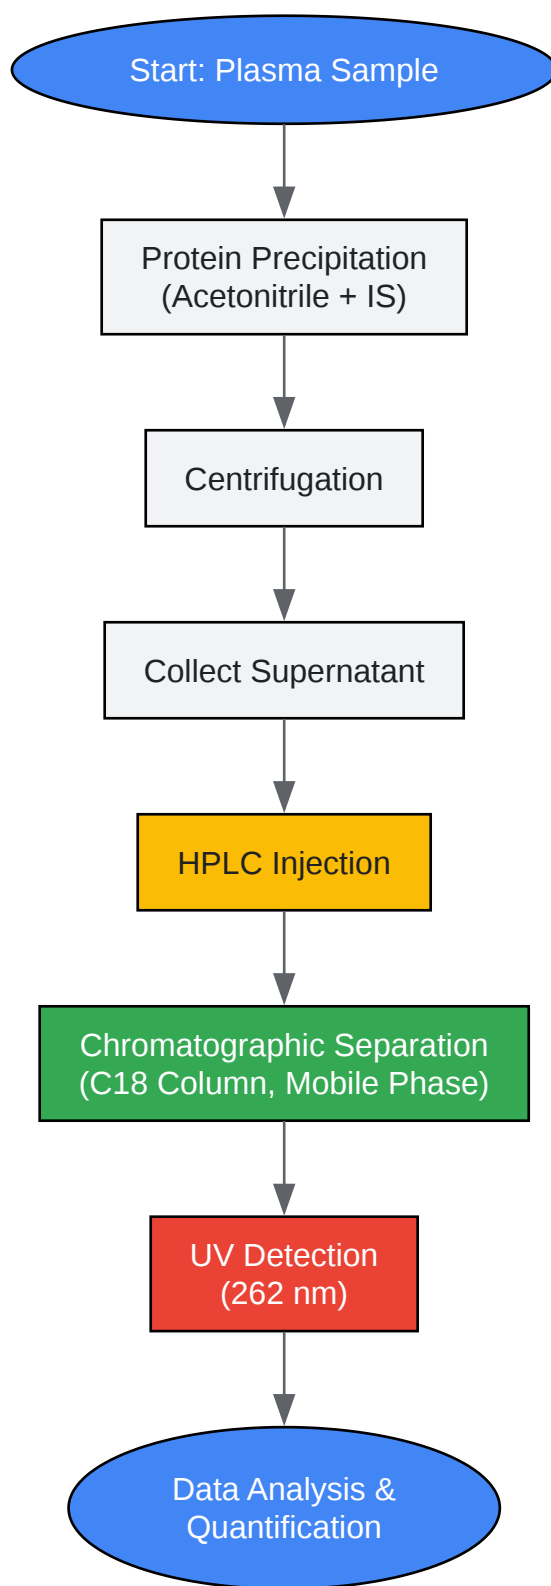 Start: Plasma Sample
Protein Precipitation
(Acetonitrile + IS)
Centrifugation
Collect Supernatant
HPLC Injection
Chromatographic Separation
(C18 Column, Mobile Phase)
UV Detection
(262 nm)
Data Analysis &
Quantification